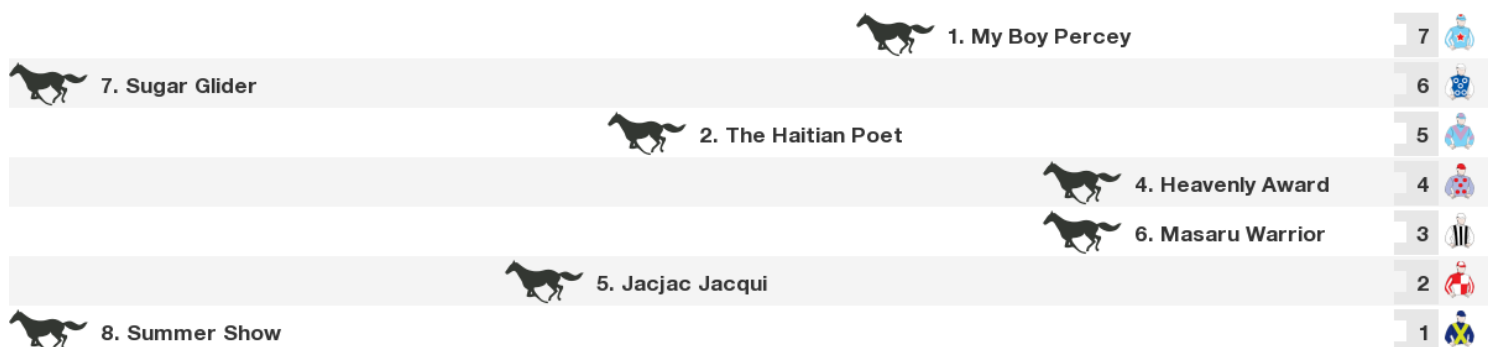 1. My Boy Percey 7
7. Sugar Glider 6
2. The Haitian Poet 5
4. Heavenly Award 4
6. Masaru Warrior 3
5. Jacjac Jacqui 2
8. Summer Show 1